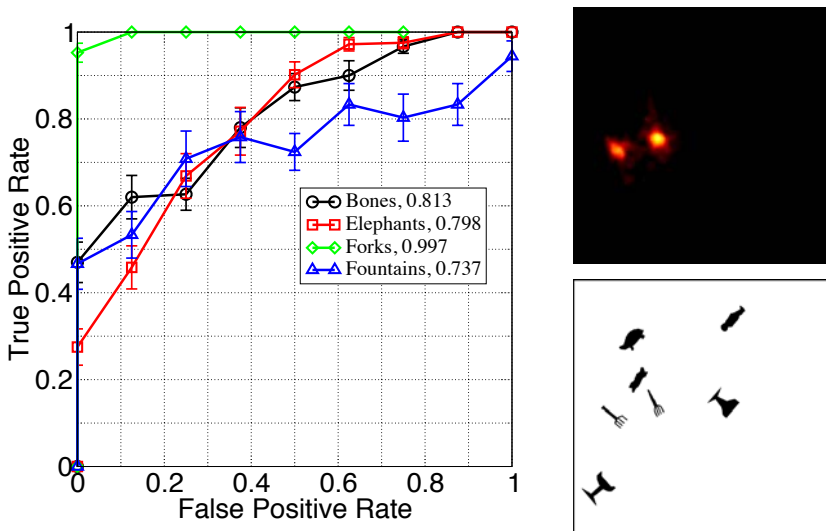 1
0.8
0.6
0.4
0.2
0
True Positive Rate
Bones, 0.813
Elephants, 0.798
Forks, 0.997
Fountains, 0.737
0 0.2 0.4 0.6 0.8 1
False Positive Rate